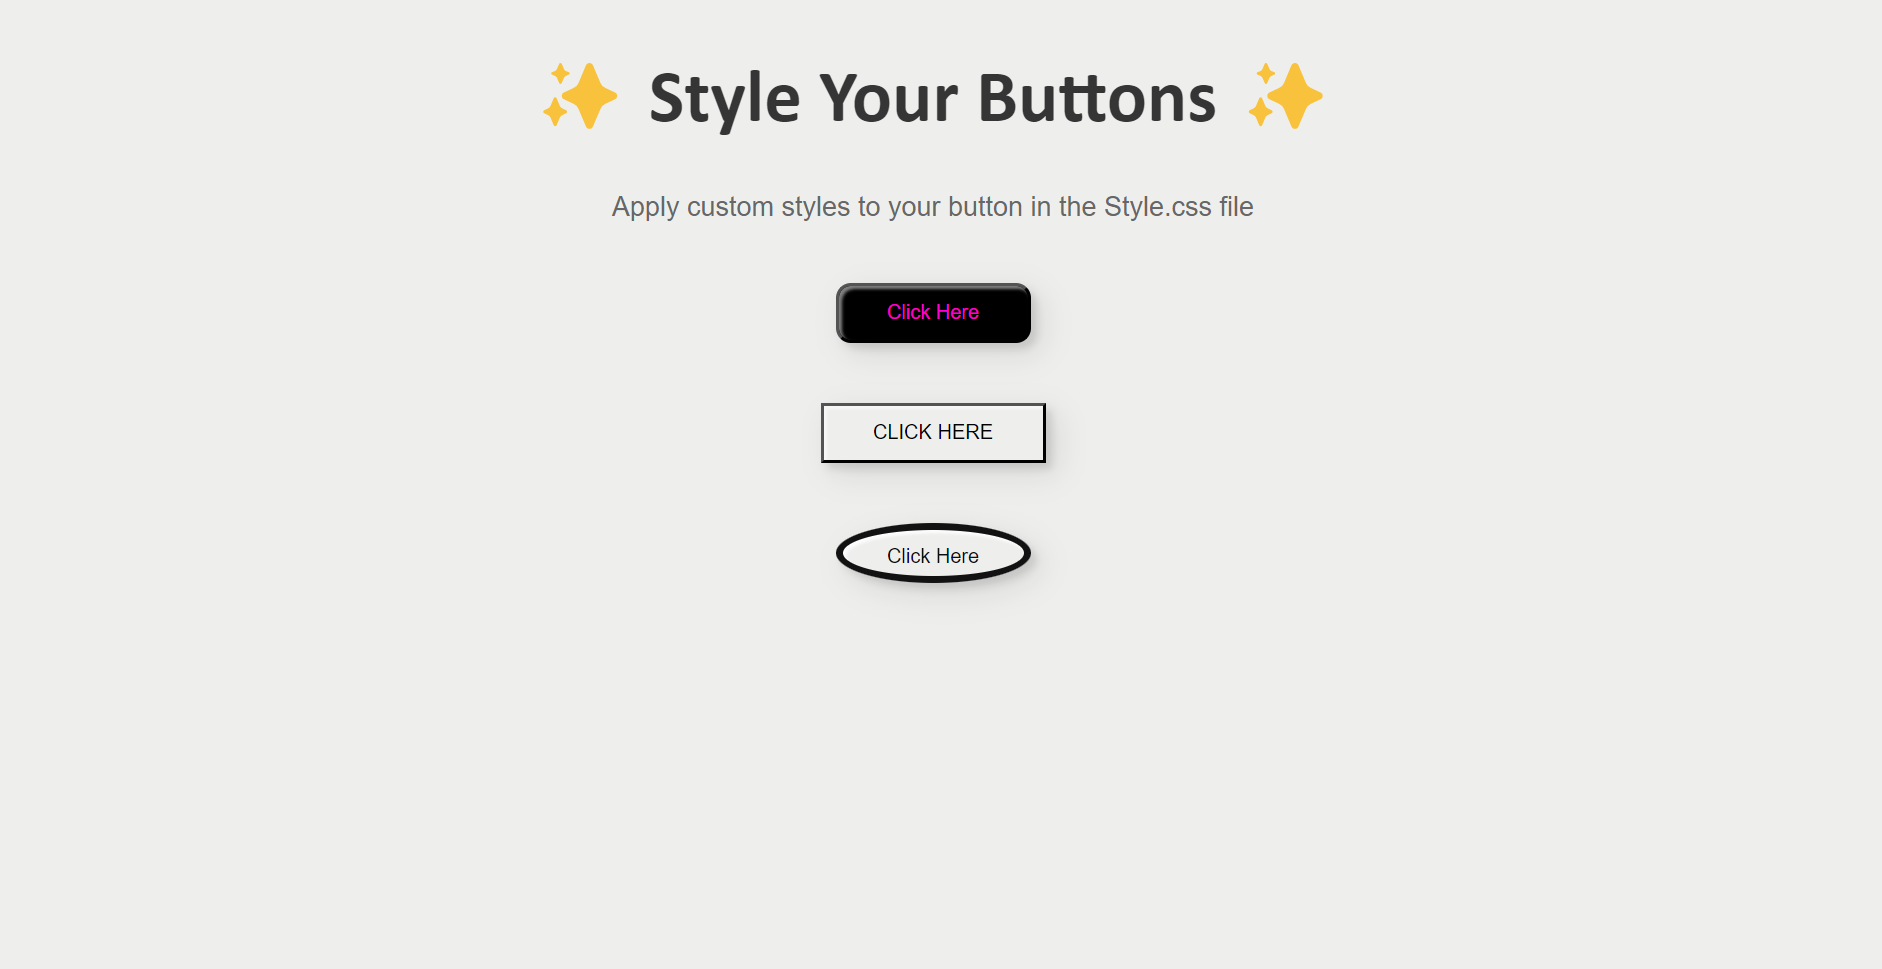 ✨ Style Your Buttons ✨
Apply custom styles to your button in the Style.css file
Click Here
CLICK HERE
Click Here